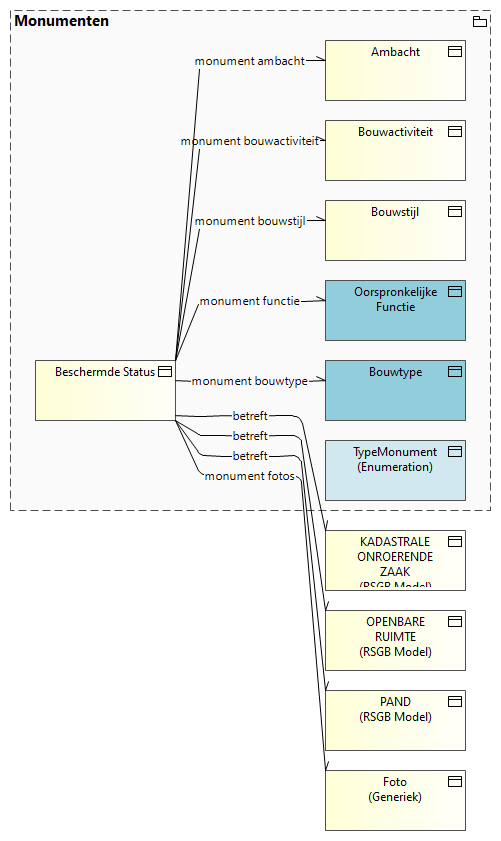 Monumenten
monument ambacht
Ambacht
monument bouwactiviteit
Bouwactiviteit
monument bouwstijl
Bouwstijl
monument functie
Oorspronkelijke
Functie
Beschermde Status
monument bouwtype
Bouwtype
betreft
betreft
betreft
monument fotos
TypeMonument
(Enumeration)
KADASTRALE
ONROERENDE
ZAAK
(RSGB Model)
OPENBARE
RUIMTE
(RSGB Model)
PAND
(RSGB Model)
Foto
(Generiek)